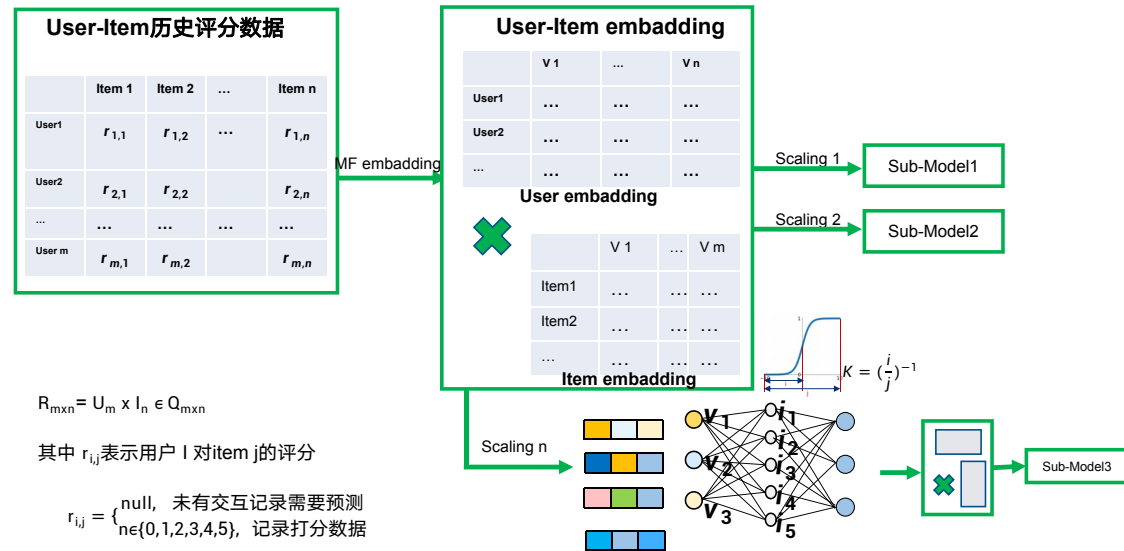 User-Item历史评分数据
Item 1 Item 2 ... Item n
User1 r1,1 r1,2 ... r1,n
User2 r2,1 r2,2 r2,n
... ... ... ... ...
User m rm,1 rm,2 rm,n
MF embadding
User-Item embadding
V 1 ... V n
User1 ... ... ...
User2 ... ... ...
... ... ... ...
User embadding
V 1 ... V m
Item1 ... ... ...
Item2 ... ... ...
... ... ... ...
Item embadding
Scaling 1
Sub-Model1
Scaling 2
Sub-Model2
K = (i/j)⁻¹
Rmxn= Um x In ϵ Qmxn
其中 ri,j表示用户 I 对item j的评分
ri,j = {null, 未有交互记录需要预测
nϵ{0,1,2,3,4,5}, 记录打分数据
Scaling n
v1
v2
v3
i1
i2
i3
i4
i5
Sub-Model3